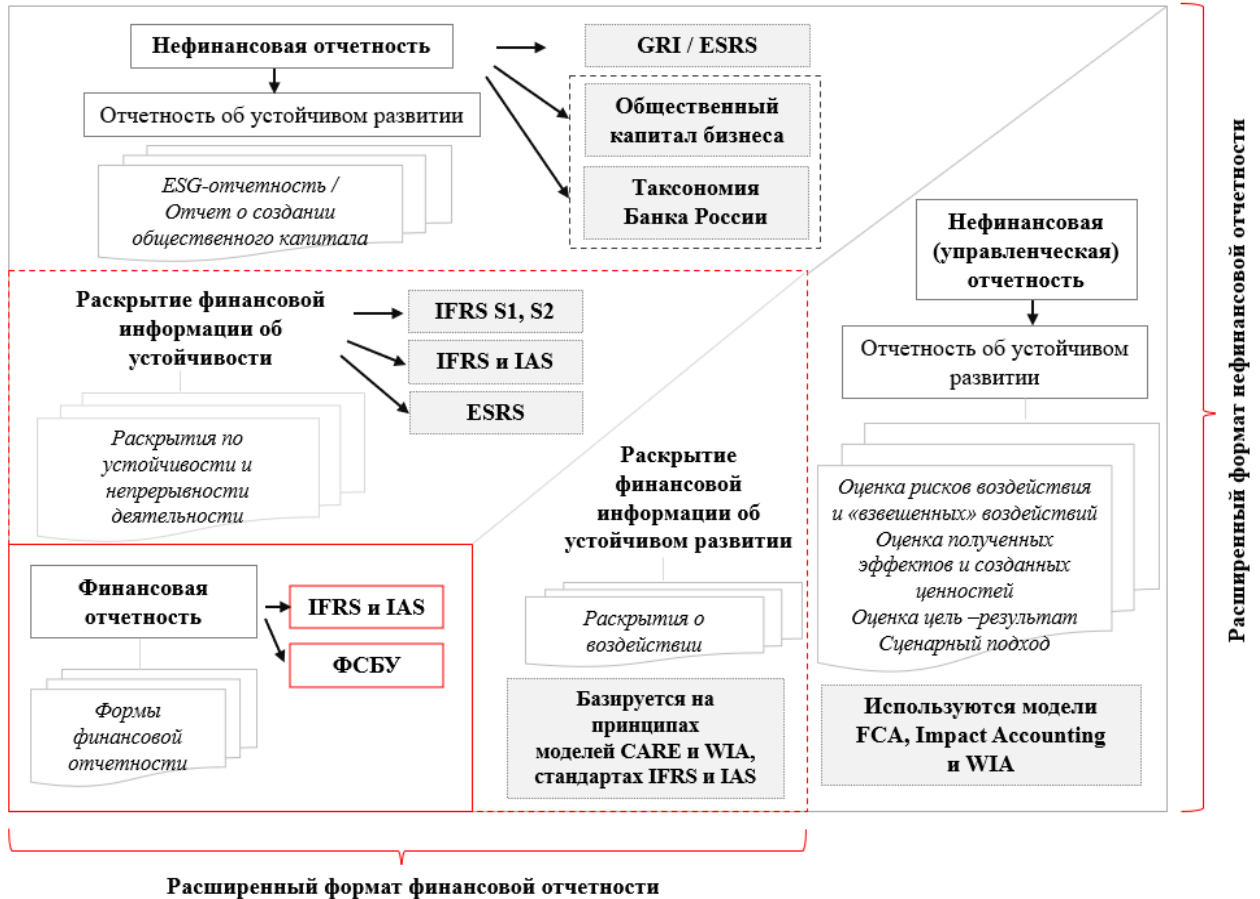 Нефинансовая отчетность
GRI / ESRS
Отчетность об устойчивом развитии
Общественный
капитал бизнеса
ESG-отчетность /
Отчет о создании
общественного капитала
Таксономия
Банка России
Нефинансовая
(управленческая)
отчетность
Отчетность об устойчивом
развитии
Оценка рисков воздействия
и «взвешенных» воздействий
Оценка полученных
эффектов и созданных
ценностей
Оценка цель –результат
Сценарный подход
Используются модели
FCA, Impact Accounting
и WIA
Раскрытие финансовой
информации об
устойчивости
IFRS S1, S2
IFRS и IAS
ESRS
Раскрытия по
устойчивости и
непрерывности
деятельности
Раскрытие
финансовой
информации об
устойчивом развитии
Раскрытия о
воздействии
Базируется на
принципах
моделей CARE и WIA,
стандартах IFRS и IAS
Финансовая
отчетность
IFRS и IAS
ФСБУ
Формы
финансовой
отчетности
Расширенный формат финансовой отчетности
Расширенный формат нефинансовой отчетности